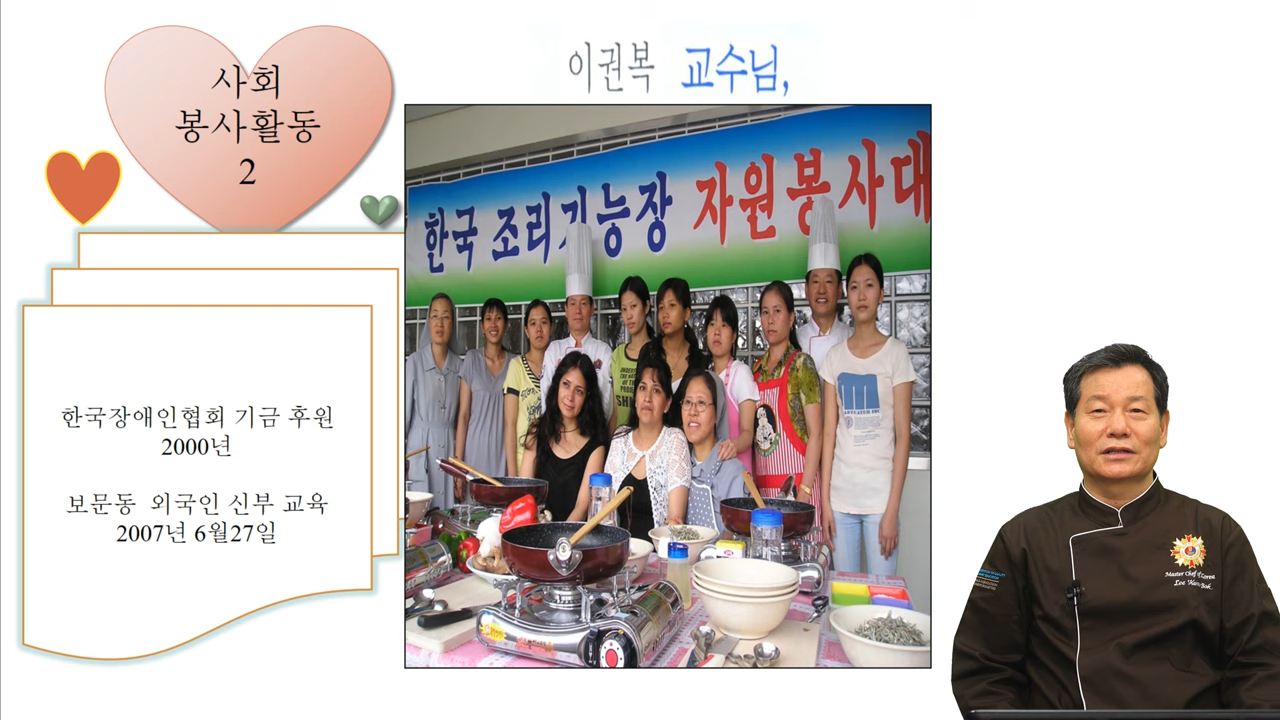 사회
봉사활동
2
이권복 교수님,
한국 조리기능장 자원봉사대
한국장애인협회 기금 후원
2000년
보문동 외국인 신부 교육
2007년 6월27일
Master Chef of Korea